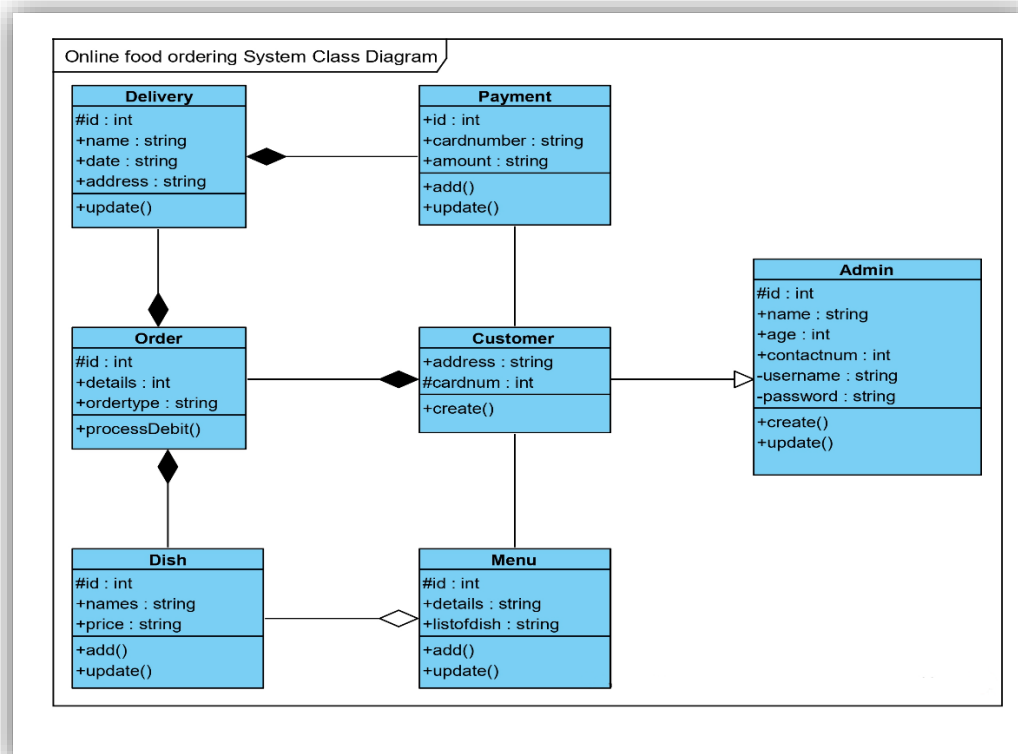 Online food ordering System Class Diagram
Delivery
#id : int
+name : string
+date : string
+address : string
+update()
Payment
+id : int
+cardnumber : string
+amount : string
+add()
+update()
Admin
#id : int
+name : string
+age : int
+contactnum : int
-username : string
-password : string
+create()
+update()
Order
#id : int
+details : int
+ordertype : string
+processDebit()
Customer
+address : string
#cardnum : int
+create()
Dish
#id : int
+names : string
+price : string
+add()
+update()
Menu
#id : int
+details : string
+listofdish : string
+add()
+update()